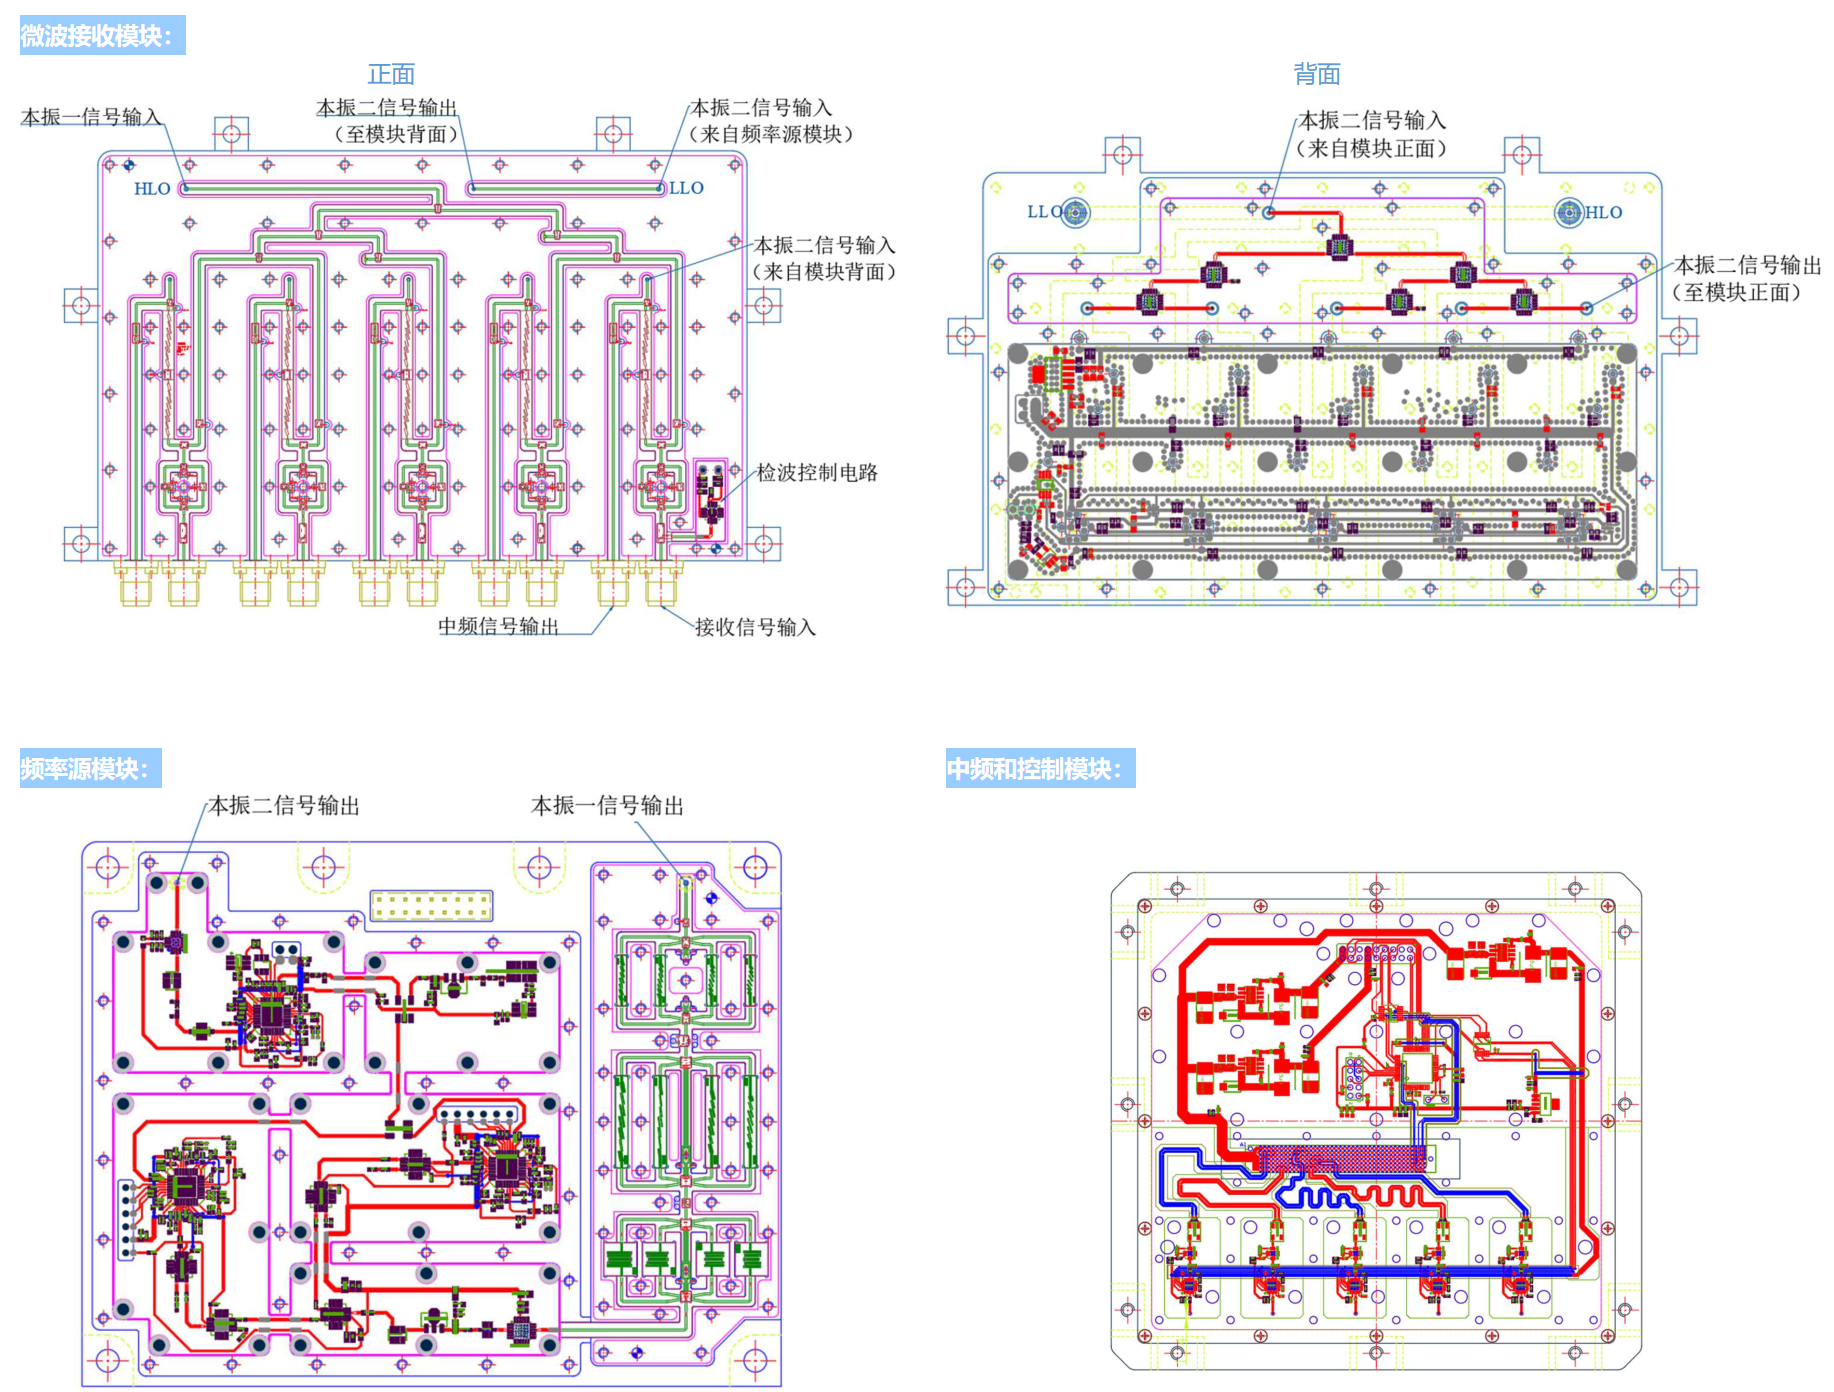 微波接收模块：
正面
背面
本振一信号输入
本振二信号输出
（至模块背面）
本振二信号输入
（来自频率源模块）
HLO
LLO
本振二信号输入
（来自模块背面）
检波控制电路
中频信号输出
接收信号输入
本振二信号输入
（来自模块正面）
LLO
HLO
本振二信号输出
（至模块正面）
频率源模块：
中频和控制模块：
本振二信号输出
本振一信号输出